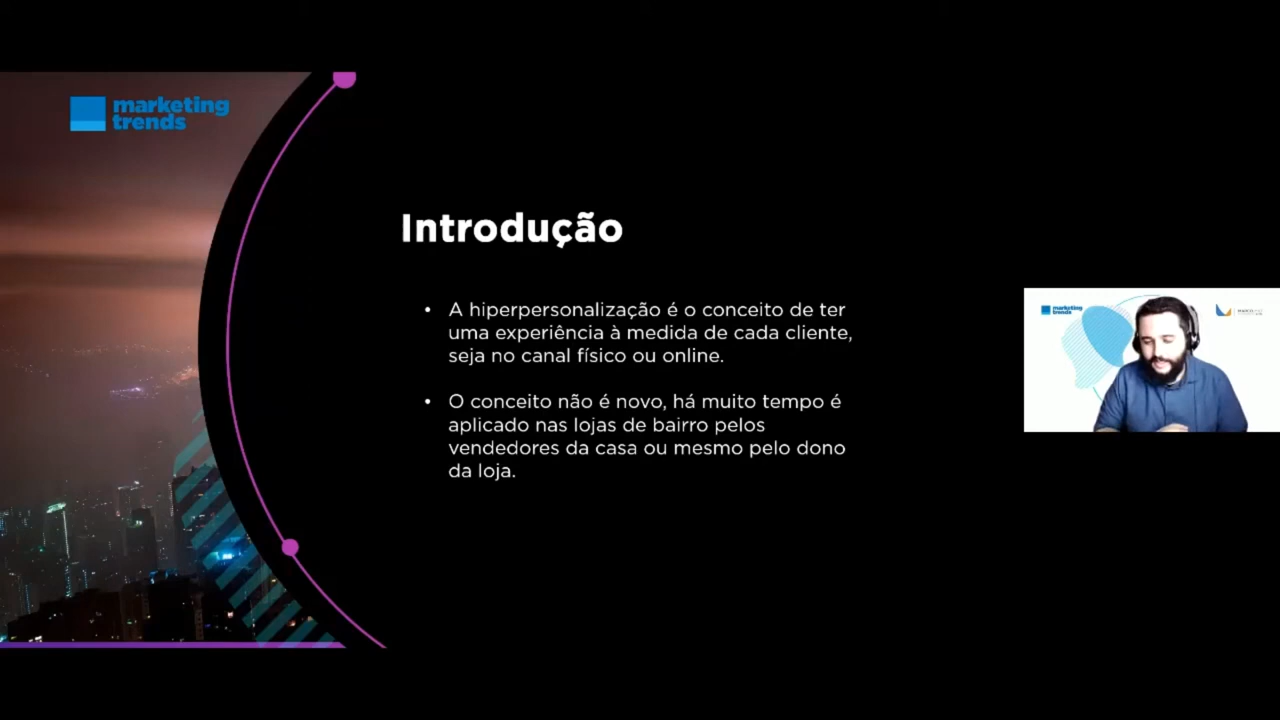 marketing
trends
Introdução
• A hiperpersonalização é o conceito de ter
uma experiência à medida de cada cliente,
seja no canal físico ou online.
• O conceito não é novo, há muito tempo é
aplicado nas lojas de bairro pelos
vendedores da casa ou mesmo pelo dono
da loja.
marketing
trends